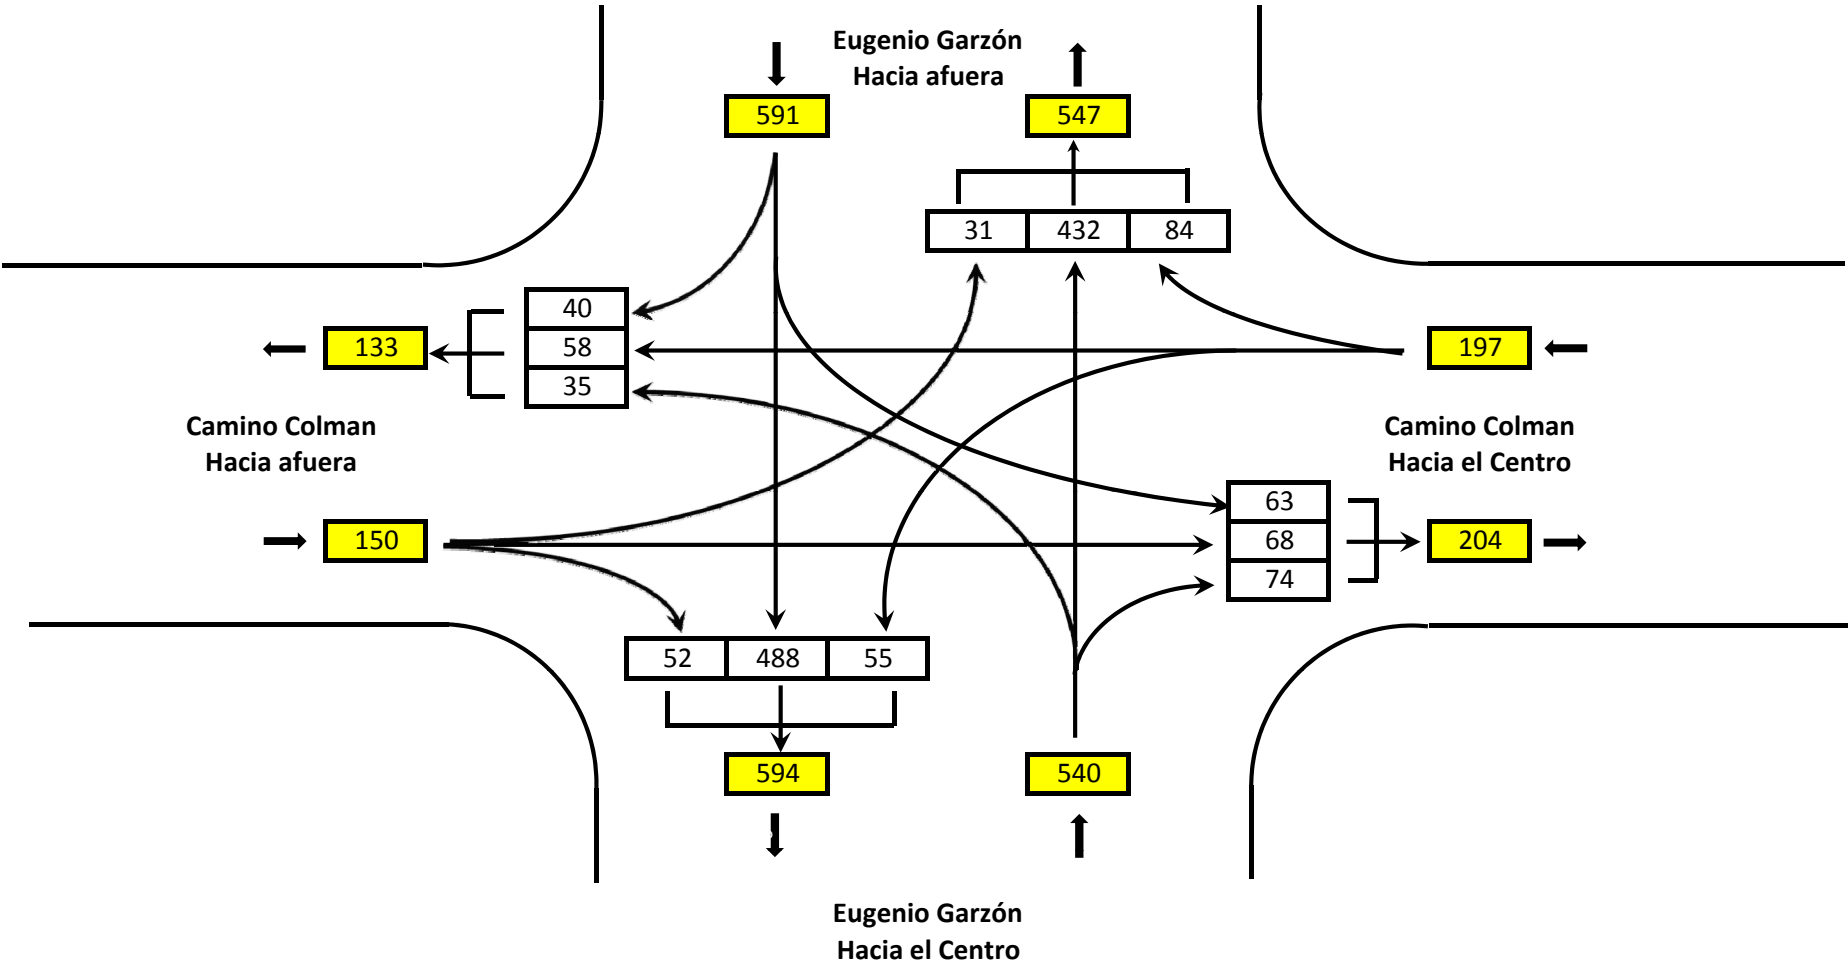 Eugenio Garzón
Hacia afuera
591
547
31 432 84
40
58
35
133
197
Camino Colman
Hacia afuera
Camino Colman
Hacia el Centro
63
68
74
150
204
52 488 55
594
540
Eugenio Garzón
Hacia el Centro